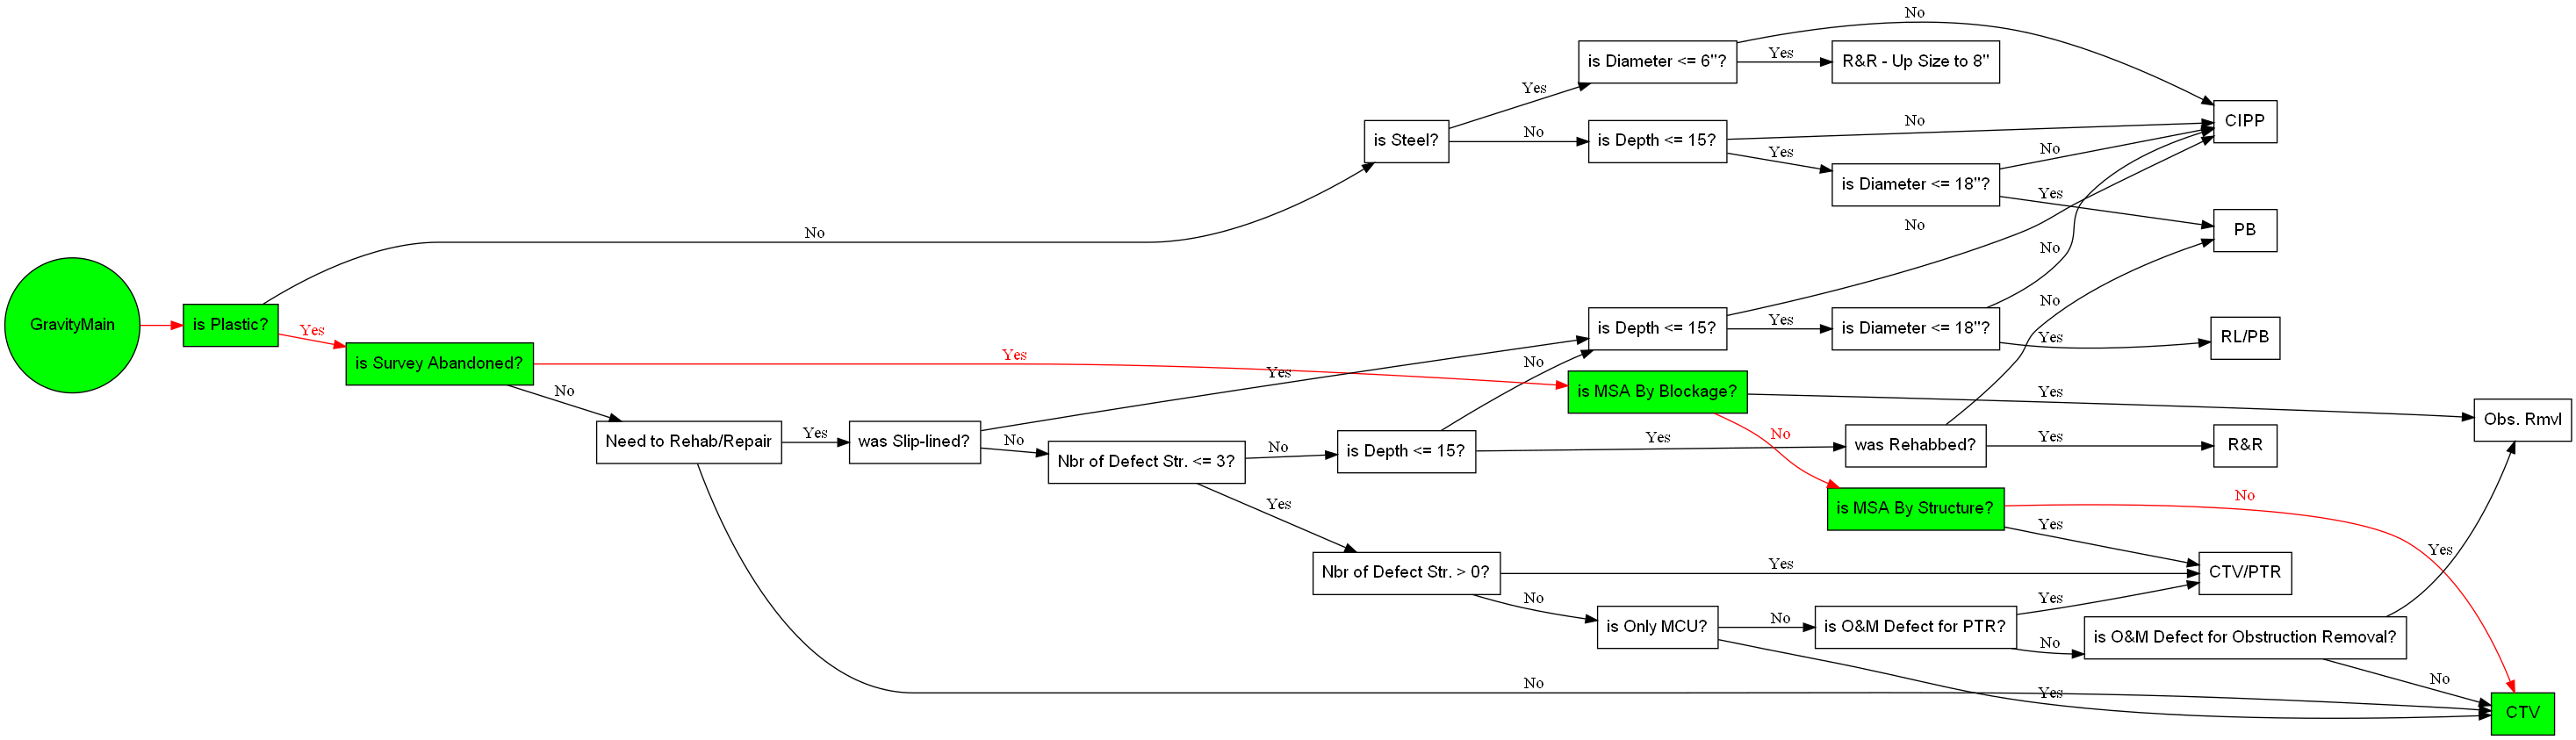 No
is Diameter <= 6"?
Yes
R&R - Up Size to 8"
Yes
CIPP
is Steel?
No
is Depth <= 15?
No
Yes
is Diameter <= 18"?
No
Yes
PB
No
No
No
No
GravityMain
is Plastic?
Yes
is Survey Abandoned?
Yes
is Depth <= 15?
Yes
is Diameter <= 18"?
Yes
RL/PB
Yes
No
is MSA By Blockage?
Yes
Obs. Rmvl
No
Need to Rehab/Repair
Yes
was Slip-lined?
No
Nbr of Defect Str. <= 3?
No
is Depth <= 15?
Yes
was Rehabbed?
Yes
R&R
No
is MSA By Structure?
No
Yes
Yes
Nbr of Defect Str. > 0?
Yes
CTV/PTR
Yes
No
is Only MCU?
No
is O&M Defect for PTR?
Yes
No
is O&M Defect for Obstruction Removal?
No
No
Yes
CTV